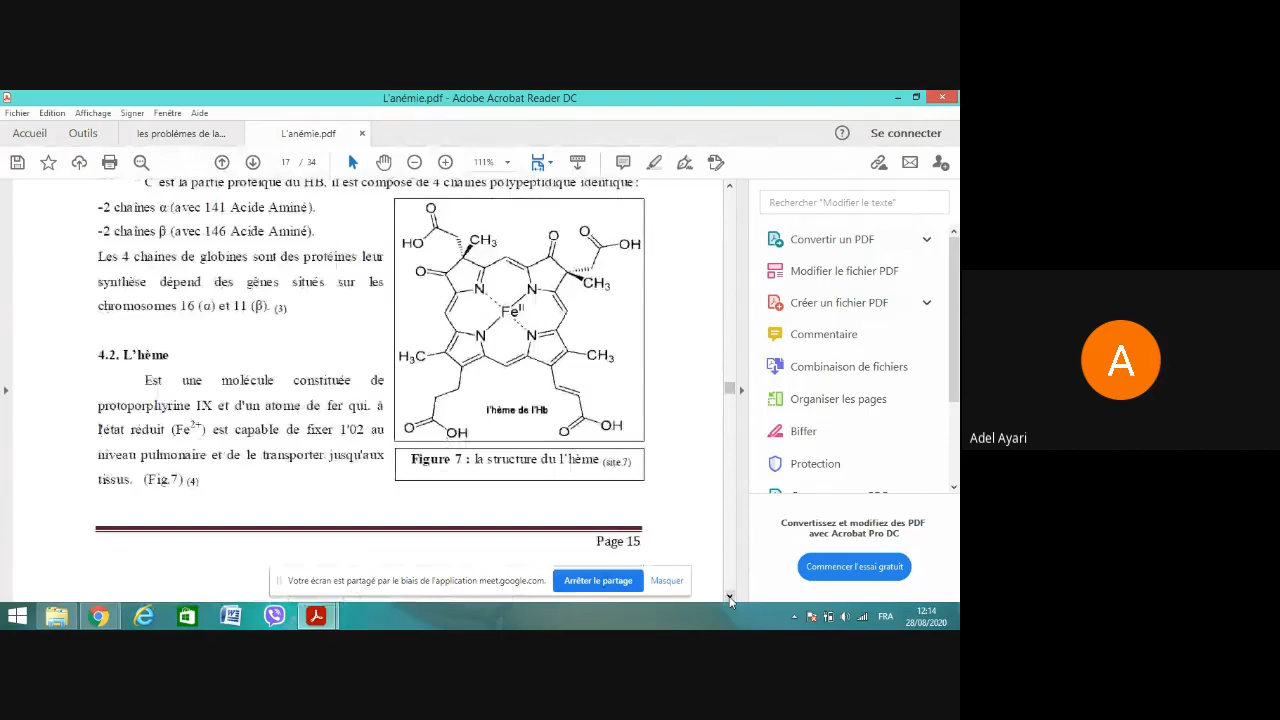 L'anémie.pdf - Adobe Acrobat Reader DC
Fichier Edition Affichage Signer Fenêtre Aide
Accueil Outils les problèmes de la... L'anémie.pdf × ? Se connecter
17 / 34 111%
C'est la partie protéique du HB. Il est composé de 4 chaines polypeptidique identique :
-2 chaînes α (avec 141 Acide Aminé).
-2 chaînes β (avec 146 Acide Aminé).
Les 4 chaines de globines sont des protéines leur
synthèse dépend des gènes situés sur les
chromosomes 16 (α) et 11 (β). (3)
4.2. L'hème
Est une molécule constituée de
protoporphyrine IX et d'un atome de fer qui. à
l'état réduit (Fe2+) est capable de fixer 1'02 au
niveau pulmonaire et de le transporter jusqu'aux
tissus. (Fig.7) (4)
O
HO
CH3
O
N
O
O
OH
CH3
N
Fe II
N
N
H3C
CH3
O
OH
O
OH
l'hème de l'Hb
Figure 7 : la structure du l'hème (site.7)
Page 15
Rechercher "Modifier le texte"
Convertir un PDF
Modifier le fichier PDF
Créer un fichier PDF
Commentaire
Combinaison de fichiers
Organiser les pages
Biffer
Protection
Convertissez et modifiez des PDF
avec Acrobat Pro DC
Commencer l'essai gratuit
Votre écran est partagé par le biais de l'application meet.google.com. Arrêter le partage Masquer
FRA
12:14
28/08/2020
A
Adel Ayari